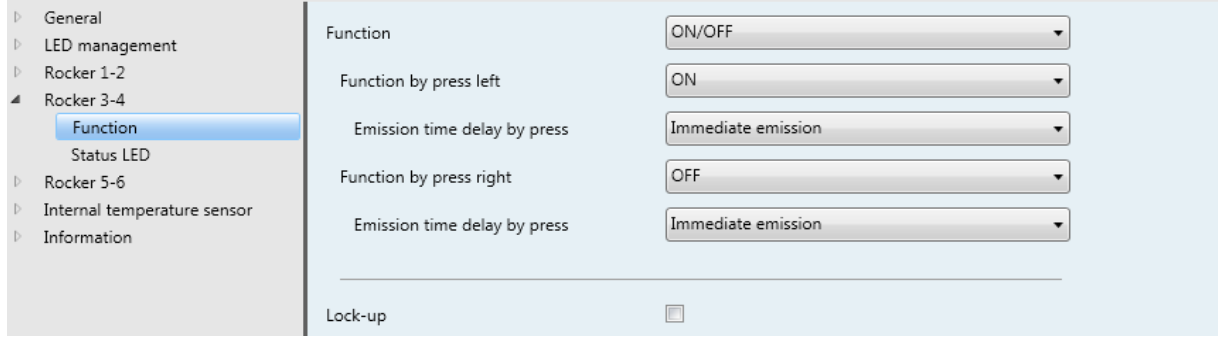 General
LED management
Rocker 1-2
Rocker 3-4
Function
Status LED
Rocker 5-6
Internal temperature sensor
Information
Function ON/OFF
Function by press left ON
Emission time delay by press Immediate emission
Function by press right OFF
Emission time delay by press Immediate emission
Lock-up